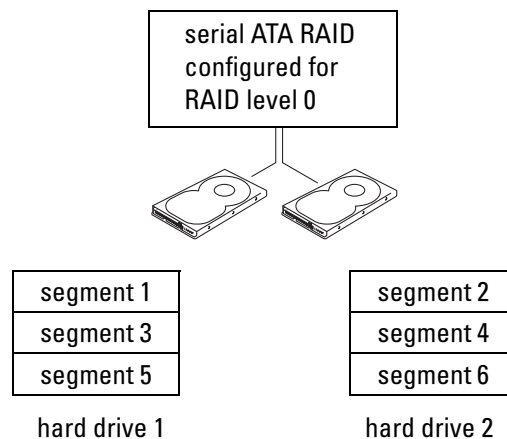 serial ATA RAID
configured for
RAID level 0
segment 1
segment 3
segment 5
hard drive 1
segment 2
segment 4
segment 6
hard drive 2